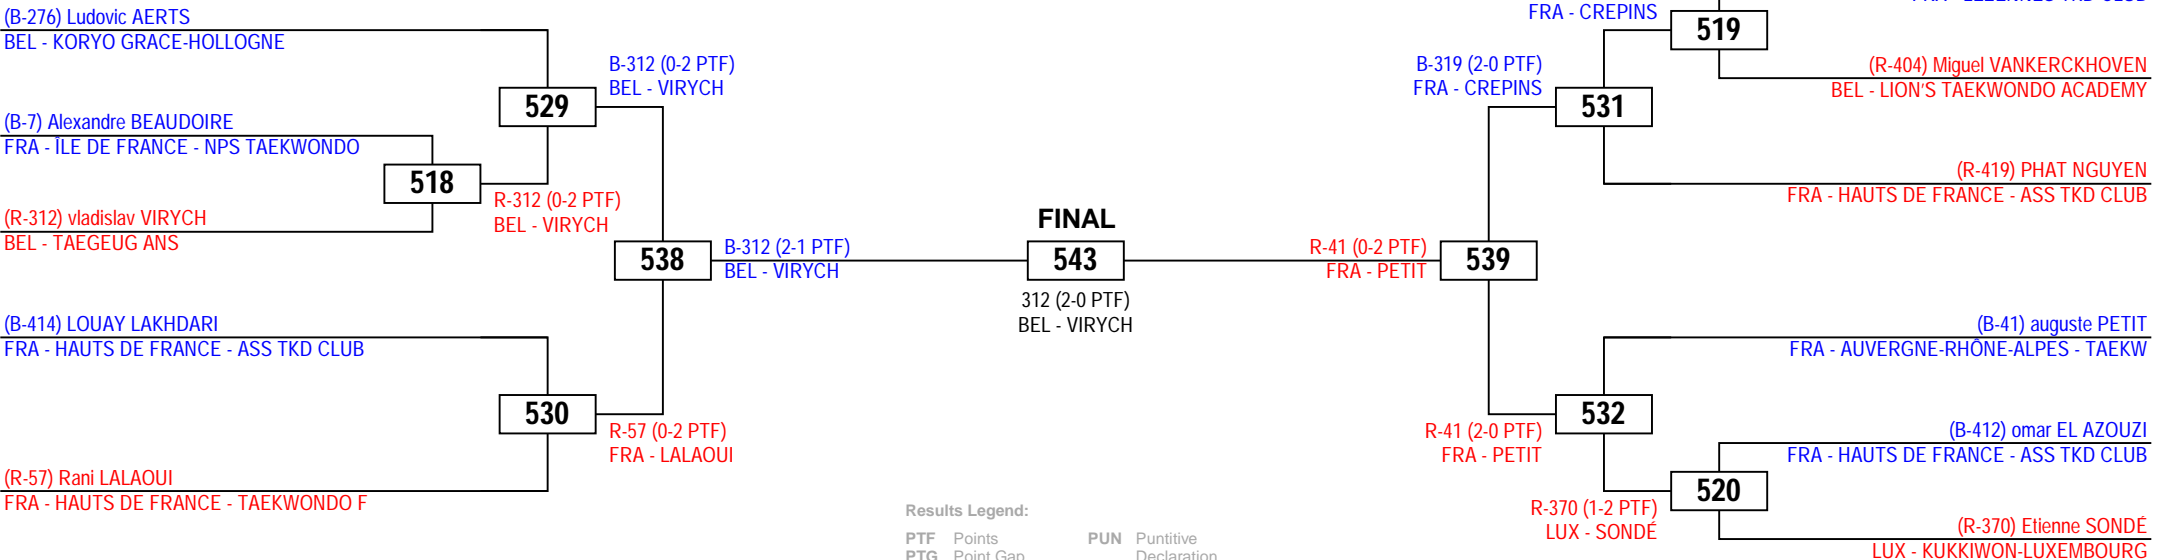 (B-276) Ludovic AERTS
BEL - KORYO GRACE-HOLLOGNE
B-312 (0-2 PTF)
BEL - VIRYCH
529
(B-7) Alexandre BEAUDOIRE
FRA - ÎLE DE FRANCE - NPS TAEKWONDO
518
R-312 (0-2 PTF)
BEL - VIRYCH
(R-312) vladislav VIRYCH
BEL - TAEGEUG ANS
538
B-312 (2-1 PTF)
BEL - VIRYCH
(B-414) LOUAY LAKHDARI
FRA - HAUTS DE FRANCE - ASS TKD CLUB
530
R-57 (0-2 PTF)
FRA - LALAOUI
(R-57) Rani LALAOUI
FRA - HAUTS DE FRANCE - TAEKWONDO F
FINAL
543
312 (2-0 PTF)
BEL - VIRYCH
FRA - CREPINS
519
(R-404) Miguel VANKERCKHOVEN
BEL - LION'S TAEKWONDO ACADEMY
B-319 (2-0 PTF)
FRA - CREPINS
531
(R-419) PHAT NGUYEN
FRA - HAUTS DE FRANCE - ASS TKD CLUB
R-41 (0-2 PTF)
FRA - PETIT
539
(B-41) auguste PETIT
FRA - AUVERGNE-RHÔNE-ALPES - TAEKW
532
R-41 (2-0 PTF)
FRA - PETIT
(B-412) omar EL AZOUZI
FRA - HAUTS DE FRANCE - ASS TKD CLUB
520
R-370 (1-2 PTF)
LUX - SONDÉ
(R-370) Etienne SONDÉ
LUX - KUKKIWON-LUXEMBOURG
Results Legend:
PTF Points PUN Puntitive
PTG Point Gap Declaration